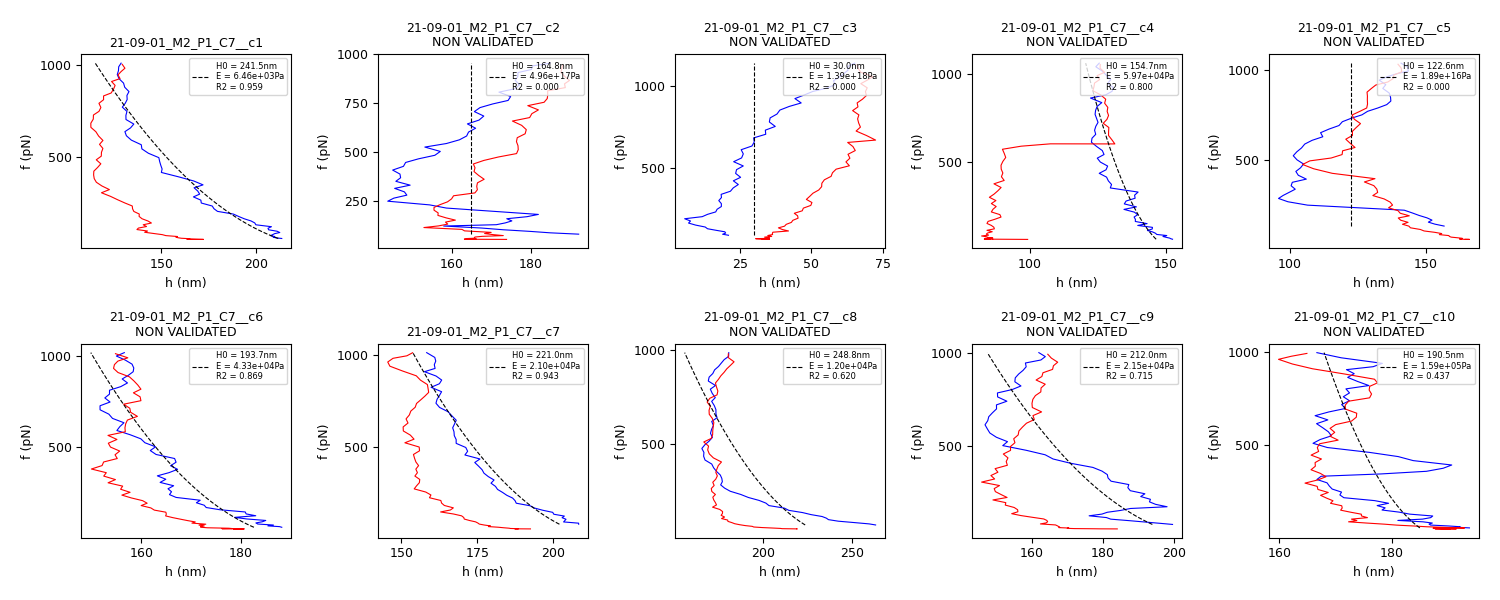 21-09-01_M2_P1_C7__c1
H0 = 241.5nm
E = 6.46e+03Pa
R2 = 0.959
1000
500
f (pN)
150 200
h (nm)
21-09-01_M2_P1_C7__c2
NON VALIDATED
H0 = 164.8nm
E = 4.96e+17Pa
R2 = 0.000
1000
750
500
250
f (pN)
160 180
h (nm)
21-09-01_M2_P1_C7__c3
NON VALIDATED
H0 = 30.0nm
E = 1.39e+18Pa
R2 = 0.000
1000
500
f (pN)
25 50 75
h (nm)
21-09-01_M2_P1_C7__c4
NON VALIDATED
H0 = 154.7nm
E = 5.97e+04Pa
R2 = 0.800
1000
500
f (pN)
100 150
h (nm)
21-09-01_M2_P1_C7__c5
NON VALIDATED
H0 = 122.6nm
E = 1.89e+16Pa
R2 = 0.000
1000
500
f (pN)
100 150
h (nm)
21-09-01_M2_P1_C7__c6
NON VALIDATED
H0 = 193.7nm
E = 4.33e+04Pa
R2 = 0.869
1000
500
f (pN)
160 180
h (nm)
21-09-01_M2_P1_C7__c7
H0 = 221.0nm
E = 2.10e+04Pa
R2 = 0.943
1000
500
f (pN)
150 175 200
h (nm)
21-09-01_M2_P1_C7__c8
NON VALIDATED
H0 = 248.8nm
E = 1.20e+04Pa
R2 = 0.620
1000
500
f (pN)
200 250
h (nm)
21-09-01_M2_P1_C7__c9
NON VALIDATED
H0 = 212.0nm
E = 2.15e+04Pa
R2 = 0.715
1000
500
f (pN)
160 180 200
h (nm)
21-09-01_M2_P1_C7__c10
NON VALIDATED
H0 = 190.5nm
E = 1.59e+05Pa
R2 = 0.437
1000
500
f (pN)
160 180
h (nm)